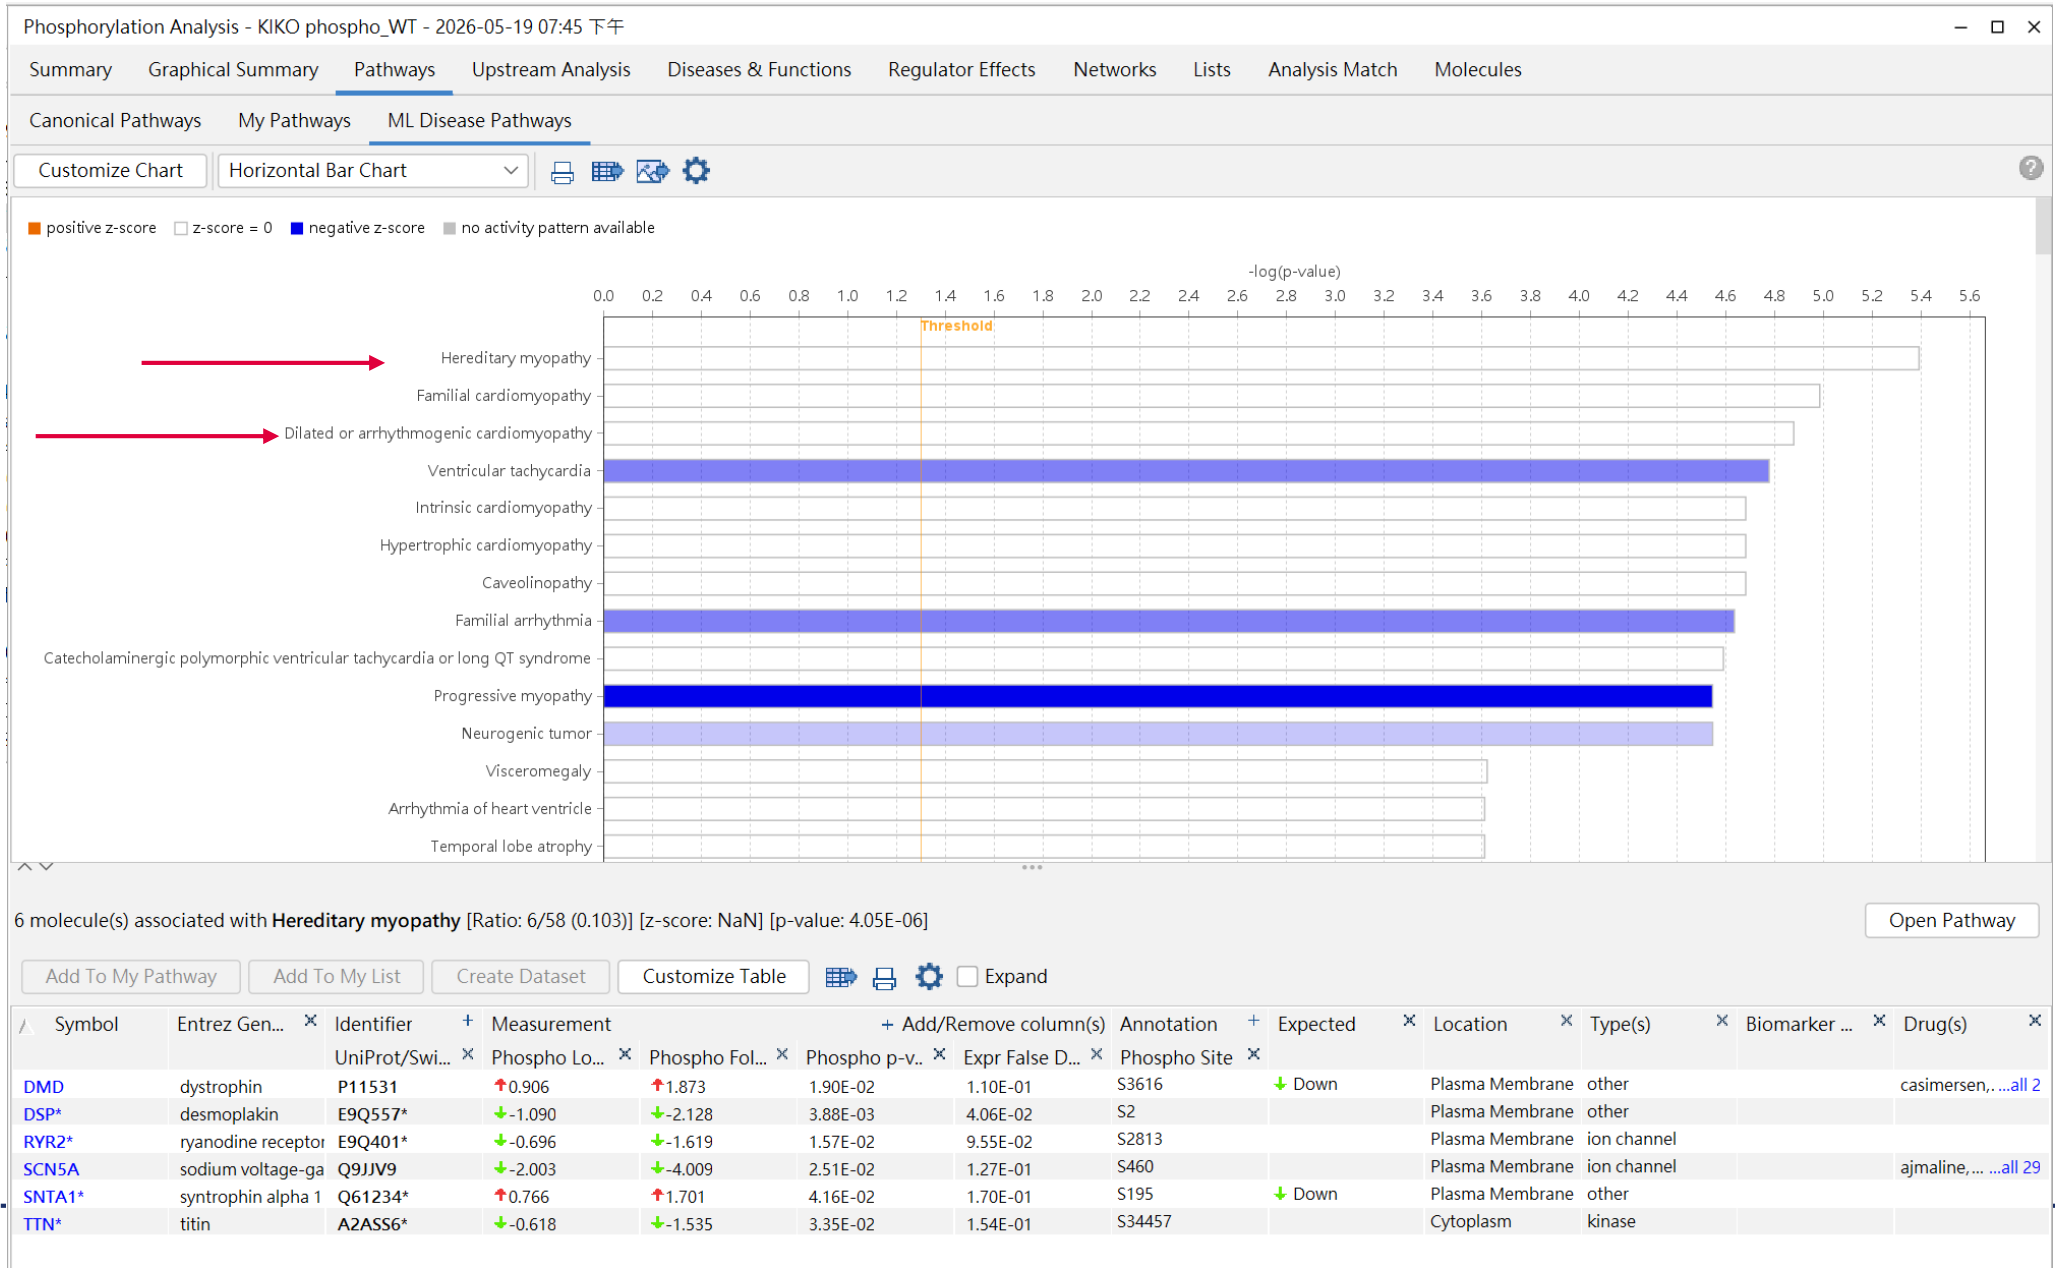 Phosphorylation Analysis - KIKO phospho_WT - 2026-05-19 07:45 下午
Summary Graphical Summary Pathways Upstream Analysis Diseases & Functions Regulator Effects Networks Lists Analysis Match Molecules
Canonical Pathways My Pathways ML Disease Pathways
Customize Chart Horizontal Bar Chart
positive z-score z-score = 0 negative z-score no activity pattern available
-log(p-value)
0.0 0.2 0.4 0.6 0.8 1.0 1.2 1.4 1.6 1.8 2.0 2.2 2.4 2.6 2.8 3.0 3.2 3.4 3.6 3.8 4.0 4.2 4.4 4.6 4.8 5.0 5.2 5.4 5.6
Threshold
Hereditary myopathy
Familial cardiomyopathy
Dilated or arrhythmogenic cardiomyopathy
Ventricular tachycardia
Intrinsic cardiomyopathy
Hypertrophic cardiomyopathy
Caveolinopathy
Familial arrhythmia
Catecholaminergic polymorphic ventricular tachycardia or long QT syndrome
Progressive myopathy
Neurogenic tumor
Visceromegaly
Arrhythmia of heart ventricle
Temporal lobe atrophy
6 molecule(s) associated with Hereditary myopathy [Ratio: 6/58 (0.103)] [z-score: NaN] [p-value: 4.05E-06] Open Pathway
Add To My Pathway Add To My List Create Dataset Customize Table Expand
Symbol Entrez Gen... Identifier + Measurement + Add/Remove column(s) Annotation + Expected Location Type(s) Biomarker ... Drug(s)
UniProt/Swi... Phospho Lo... Phospho Fol... Phospho p-v... Expr False D... Phospho Site
DMD dystrophin P11531 0.906 1.873 1.90E-02 1.10E-01 S3616 Down Plasma Membrane other casimersen,. ...all 2
DSP* desmoplakin E9Q557* -1.090 -2.128 3.88E-03 4.06E-02 S2 Plasma Membrane other
RYR2* ryanodine receptor E9Q401* -0.696 -1.619 1.57E-02 9.55E-02 S2813 Plasma Membrane ion channel
SCN5A sodium voltage-ga Q9JJV9 -2.003 -4.009 2.51E-02 1.27E-01 S460 Plasma Membrane ion channel ajmaline,... ...all 29
SNTA1* syntrophin alpha 1 Q61234* 0.766 1.701 4.16E-02 1.70E-01 S195 Down Plasma Membrane other
TTN* titin A2ASS6* -0.618 -1.535 3.35E-02 1.54E-01 S34457 Cytoplasm kinase